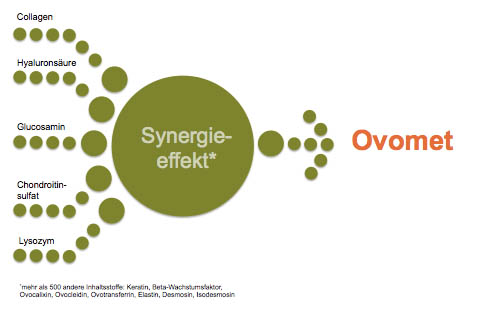 Collagen
Hyaluronsäure
Glucosamin
Chondroitin-
sulfat
Lysozym
Synergie-
effekt*
Ovomet
*mehr als 500 andere Inhaltsstoffe: Keratin, Beta-Wachstumsfaktor,
Ovocalixin, Ovocleidin, Ovotransferrin, Elastin, Desmosin, Isodesmosin